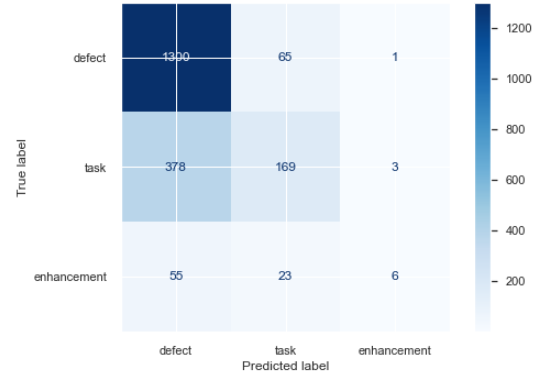 defect
1300
65
1
task
378
169
3
enhancement
55
23
6
defect
task
enhancement
Predicted label
True label
1200
1000
800
600
400
200